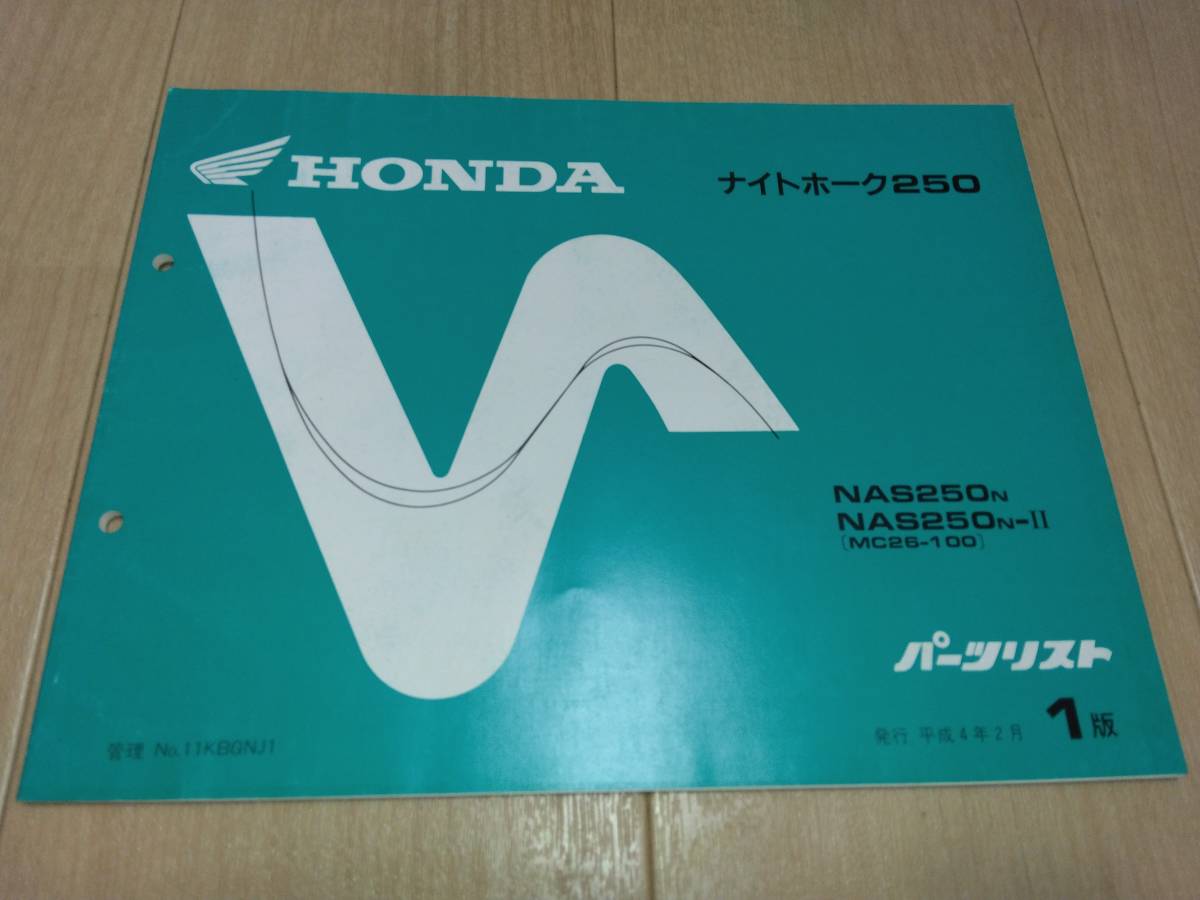 HONDA
ナイトホーク250
NAS250N
NAS250N-II
[MC26-100]
パーツリスト
発行 平成4年2月 1版
管理 No.11KBGNJ1